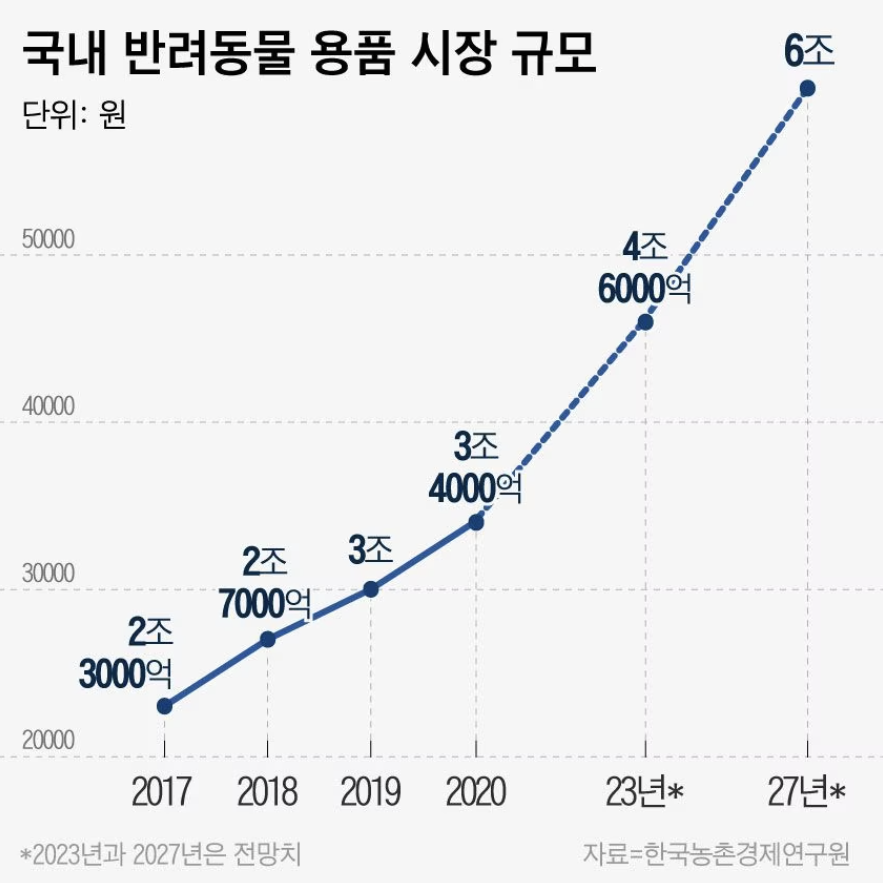 국내 반려동물 용품 시장 규모
단위: 원
6조
50000
4조
6000억
40000
3조
4000억
3조
2조
7000억
30000
2조
3000억
20000
2017 2018 2019 2020 23년* 27년*
*2023년과 2027년은 전망치
자료=한국농촌경제연구원